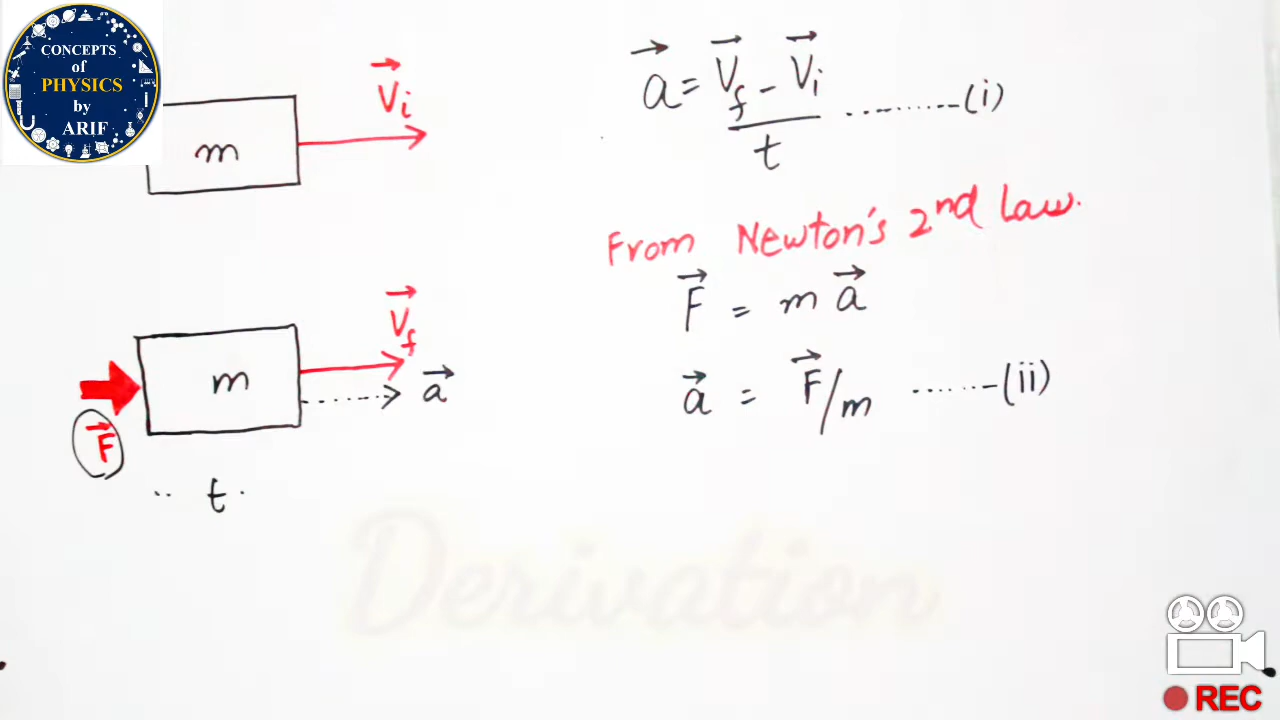 CONCEPTS
of
PHYSICS
by
ARIF
m
V⃗i
F⃗
m
V⃗f
a⃗
.. t .
a⃗ = V⃗f - V⃗i
t
.........(i)
From Newton's 2nd Law.
F⃗ = m a⃗
a⃗ = F⃗/m ......-(ii)
Derivation
REC